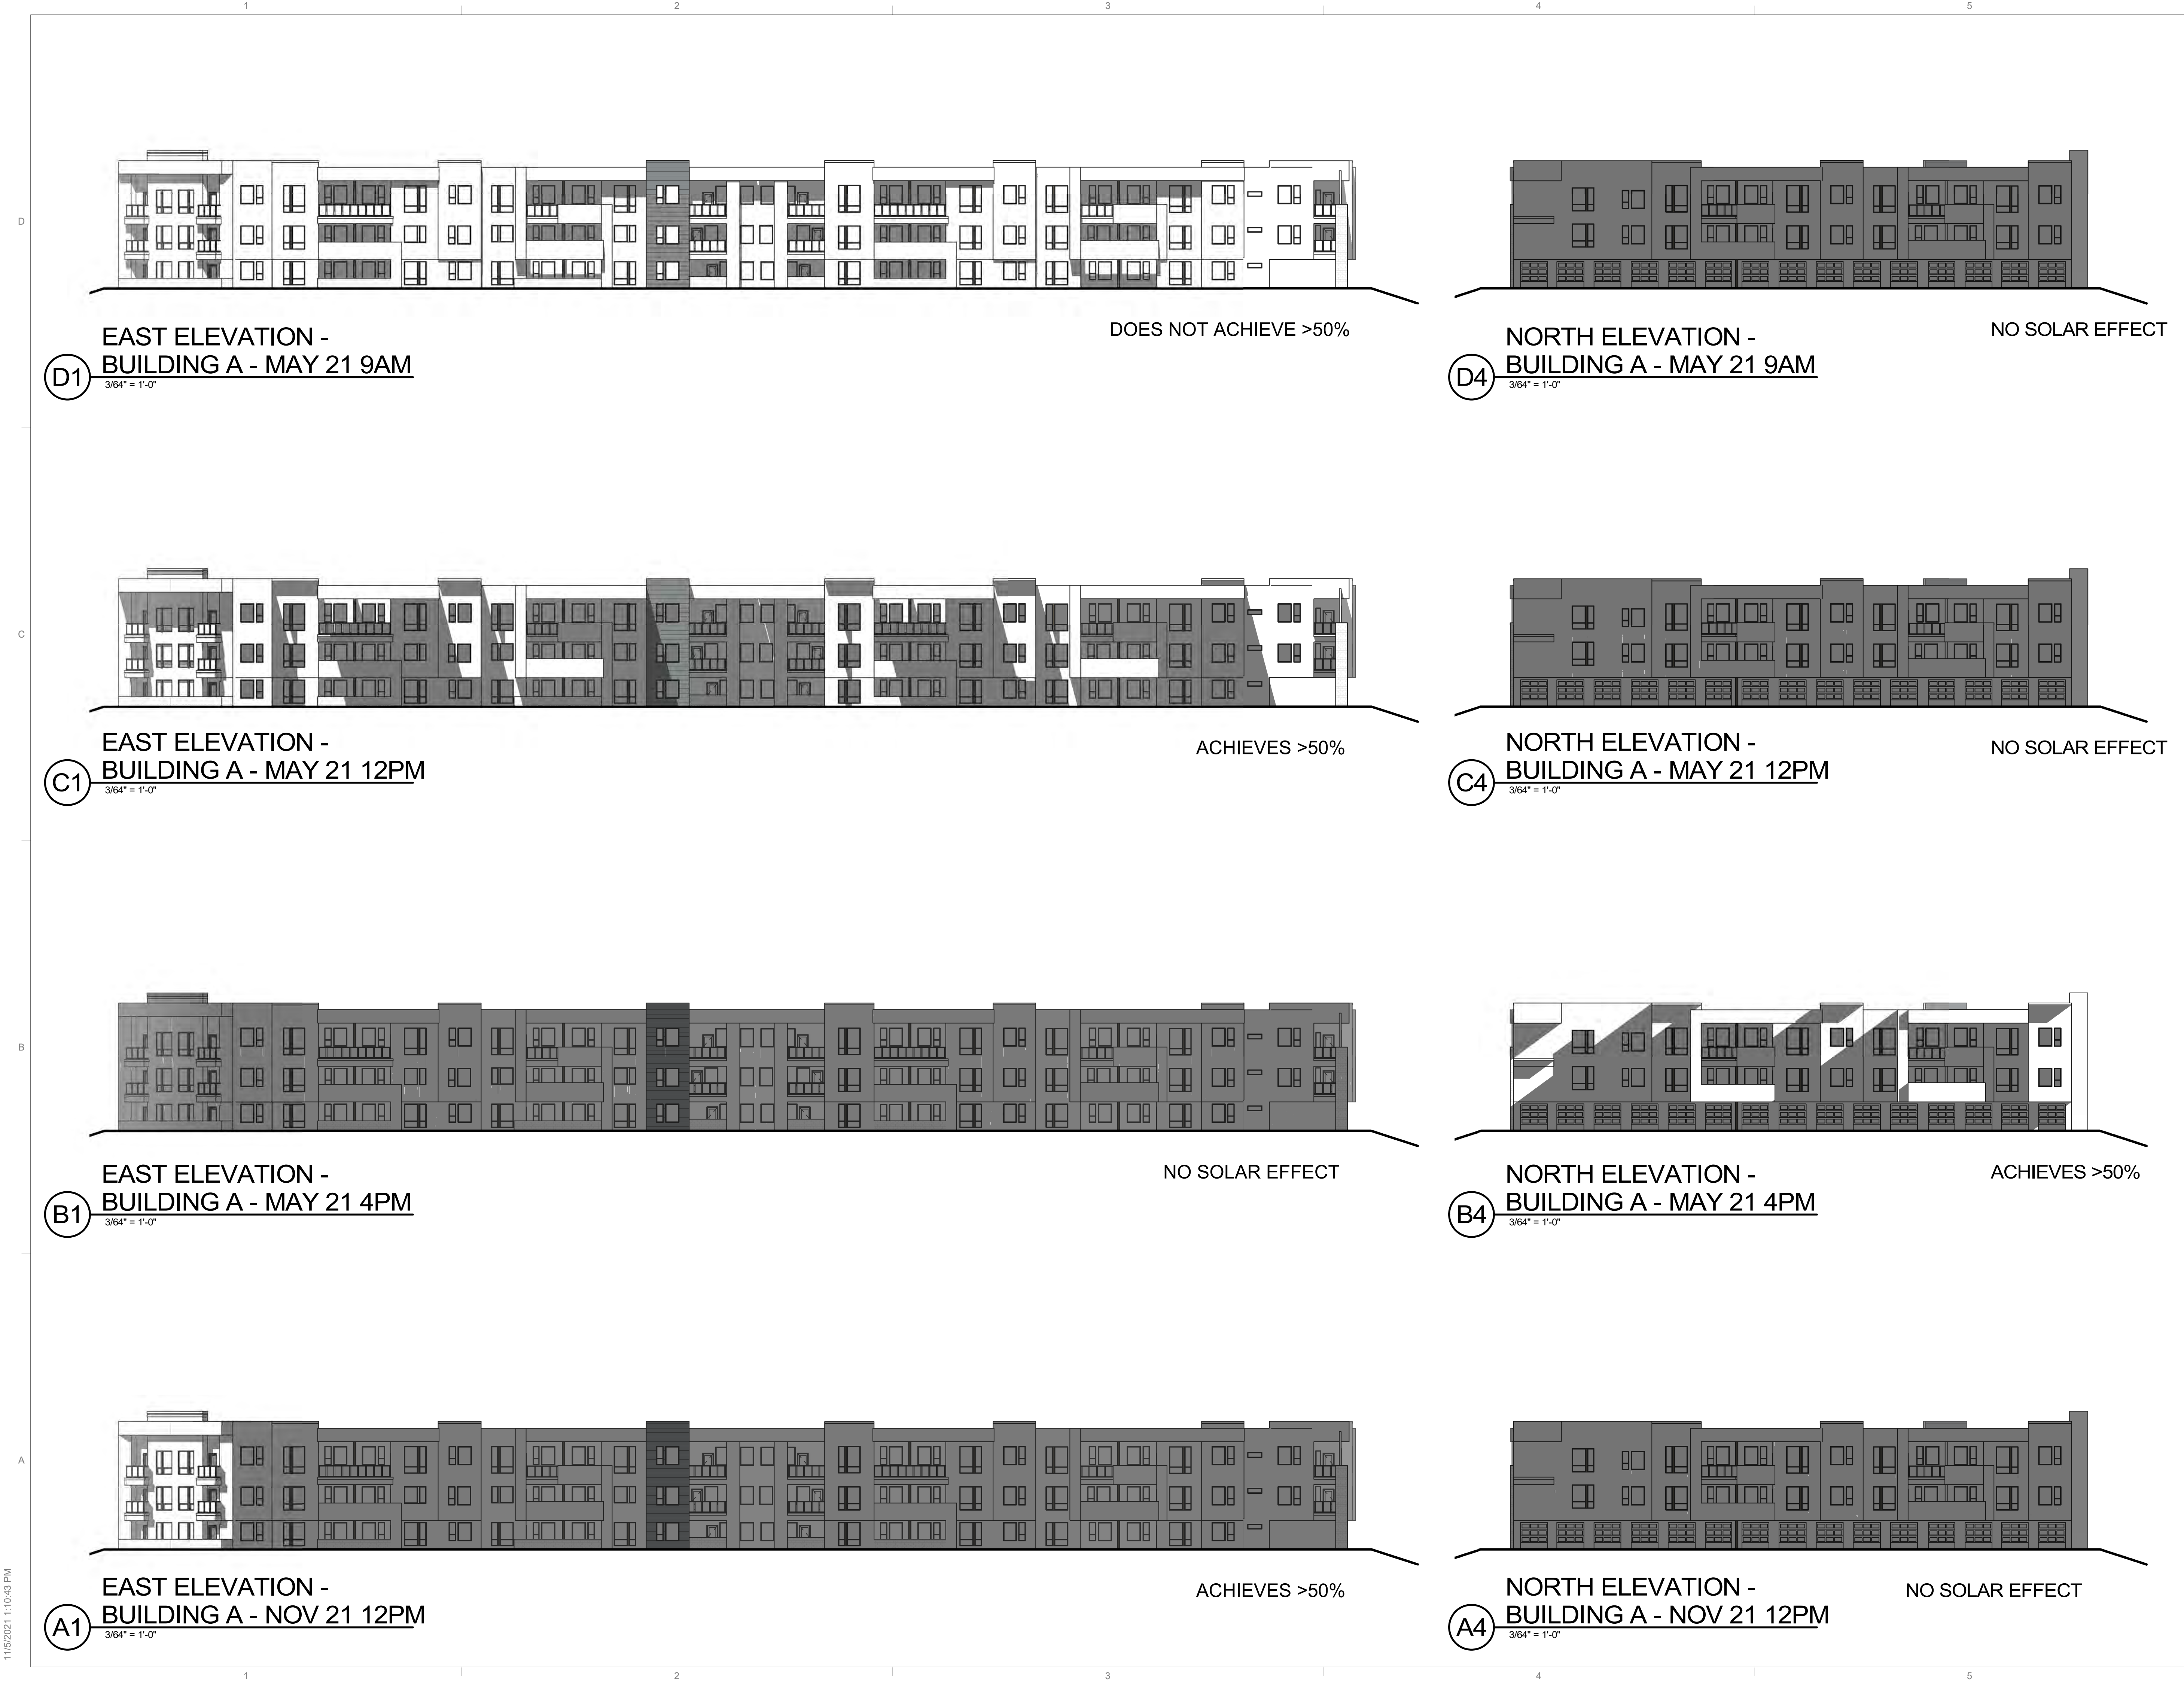 1 2 3 4 5
D
EAST ELEVATION -
BUILDING A - MAY 21 9AM
D1
3/64" = 1'-0"
DOES NOT ACHIEVE >50%
NORTH ELEVATION -
BUILDING A - MAY 21 9AM
D4
3/64" = 1'-0"
NO SOLAR EFFECT
C
EAST ELEVATION -
BUILDING A - MAY 21 12PM
C1
3/64" = 1'-0"
ACHIEVES >50%
NORTH ELEVATION -
BUILDING A - MAY 21 12PM
C4
3/64" = 1'-0"
NO SOLAR EFFECT
B
EAST ELEVATION -
BUILDING A - MAY 21 4PM
B1
3/64" = 1'-0"
NO SOLAR EFFECT
NORTH ELEVATION -
BUILDING A - MAY 21 4PM
B4
3/64" = 1'-0"
ACHIEVES >50%
A
EAST ELEVATION -
BUILDING A - NOV 21 12PM
A1
3/64" = 1'-0"
ACHIEVES >50%
NORTH ELEVATION -
BUILDING A - NOV 21 12PM
A4
3/64" = 1'-0"
NO SOLAR EFFECT
11/5/2021 1:10:43 PM
1 2 3 4 5